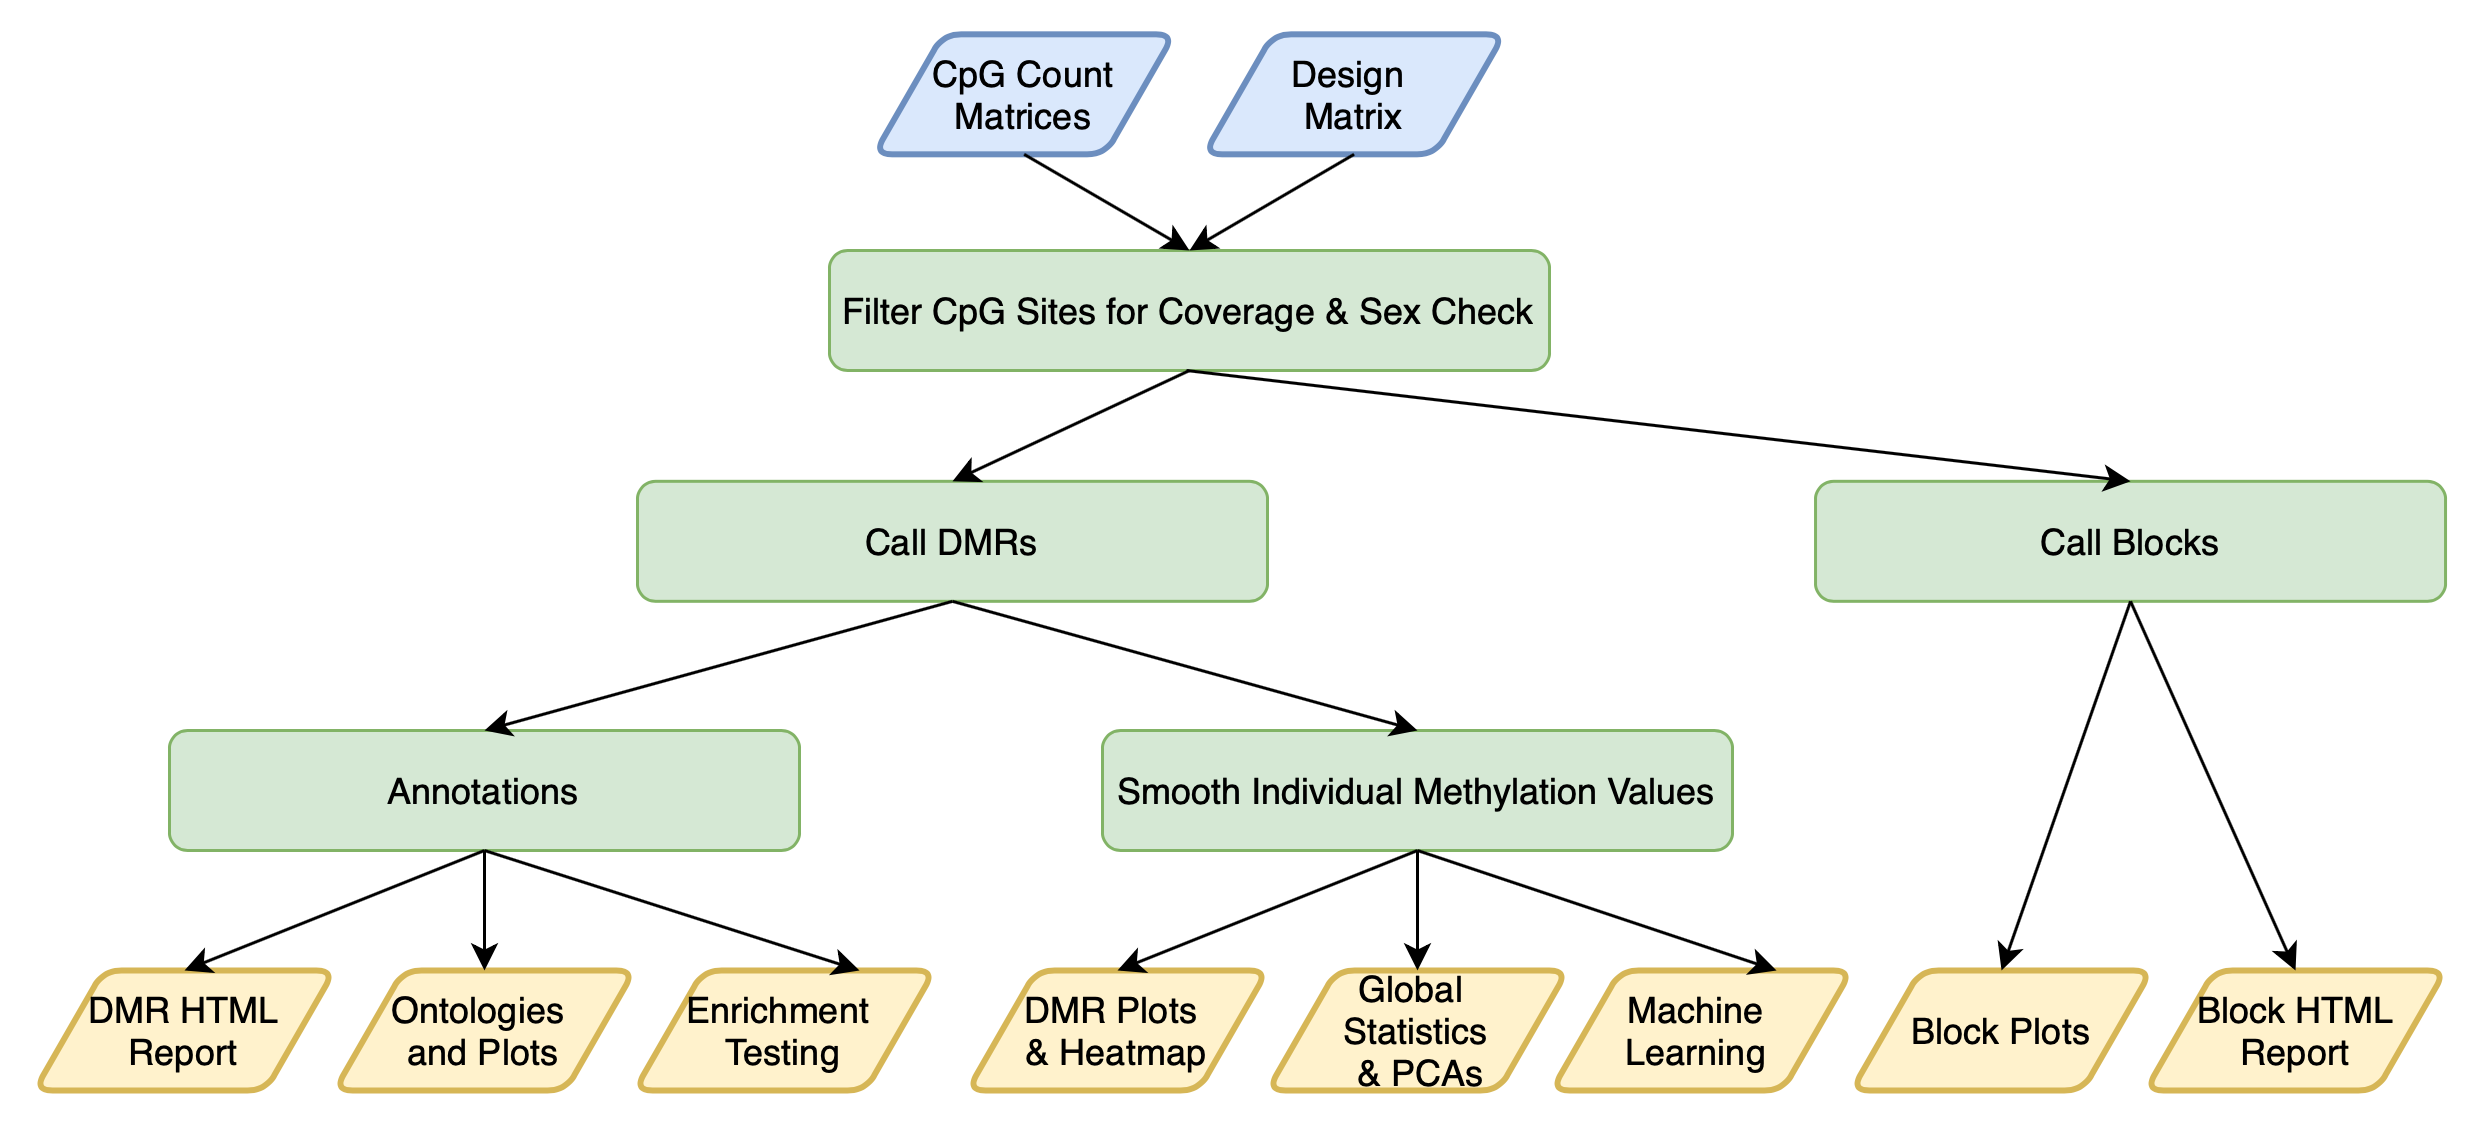 CpG Count
Matrices
Design
Matrix
Filter CpG Sites for Coverage & Sex Check
Call DMRs
Call Blocks
Annotations
Smooth Individual Methylation Values
DMR HTML
Report
Ontologies
and Plots
Enrichment
Testing
DMR Plots
& Heatmap
Global
Statistics
& PCAs
Machine
Learning
Block Plots
Block HTML
Report